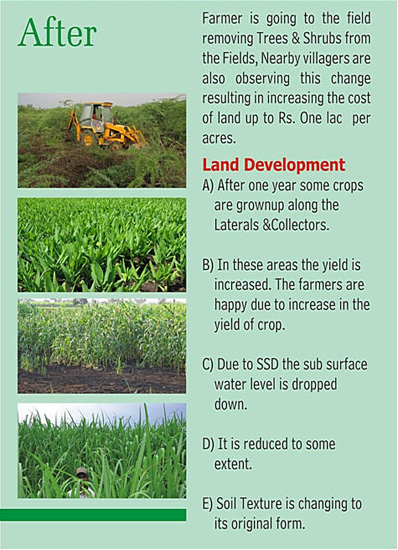 After
Farmer is going to the field
removing Trees & Shrubs from
the Fields, Nearby villagers are
also observing this change
resulting in increasing the cost
of land up to Rs. One lac per
acres.
Land Development
A) After one year some crops
are grownup along the
Laterals &Collectors.
B) In these areas the yield is
increased. The farmers are
happy due to increase in the
yield of crop.
C) Due to SSD the sub surface
water level is dropped
down.
D) It is reduced to some
extent.
E) Soil Texture is changing to
its original form.